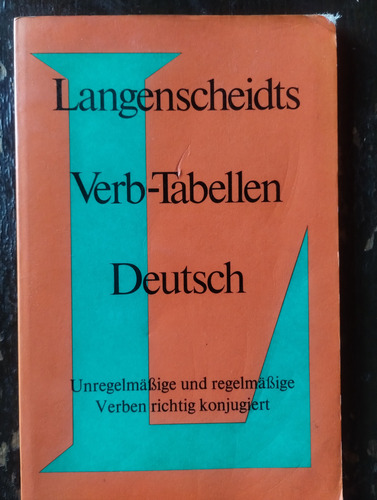 Langenscheidts
Verb-Tabellen
Deutsch
Unregelmäßige und regelmäßige
Verben richtig konjugiert